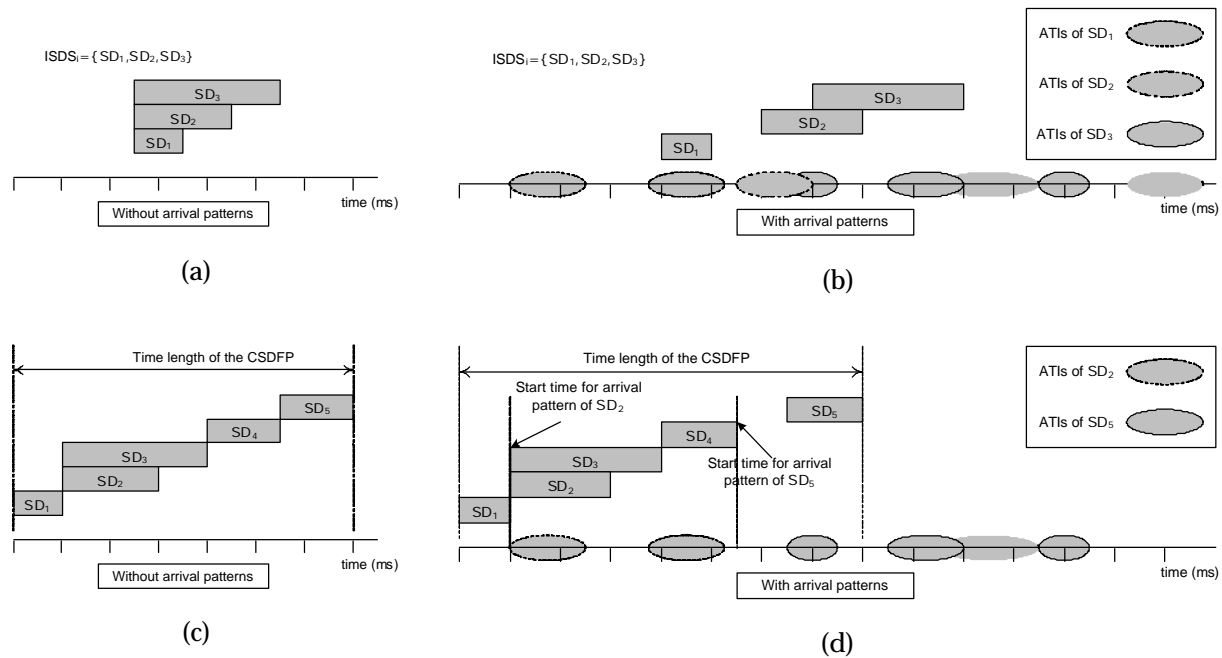 ISDSi={SD1,SD2,SD3}
SD3
SD2
SD1
time (ms)
Without arrival patterns
(a)
ISDSi={SD1,SD2,SD3}
SD3
SD2
SD1
time (ms)
With arrival patterns
(b)
ATIs of SD1
ATIs of SD2
ATIs of SD3
Time length of the CSDFP
SD5
SD4
SD3
SD2
SD1
time (ms)
Without arrival patterns
(c)
Time length of the CSDFP
Start time for arrival
pattern of SD2
SD5
SD4
SD3
Start time for arrival
pattern of SD5
SD2
SD1
time (ms)
With arrival patterns
(d)
ATIs of SD2
ATIs of SD5